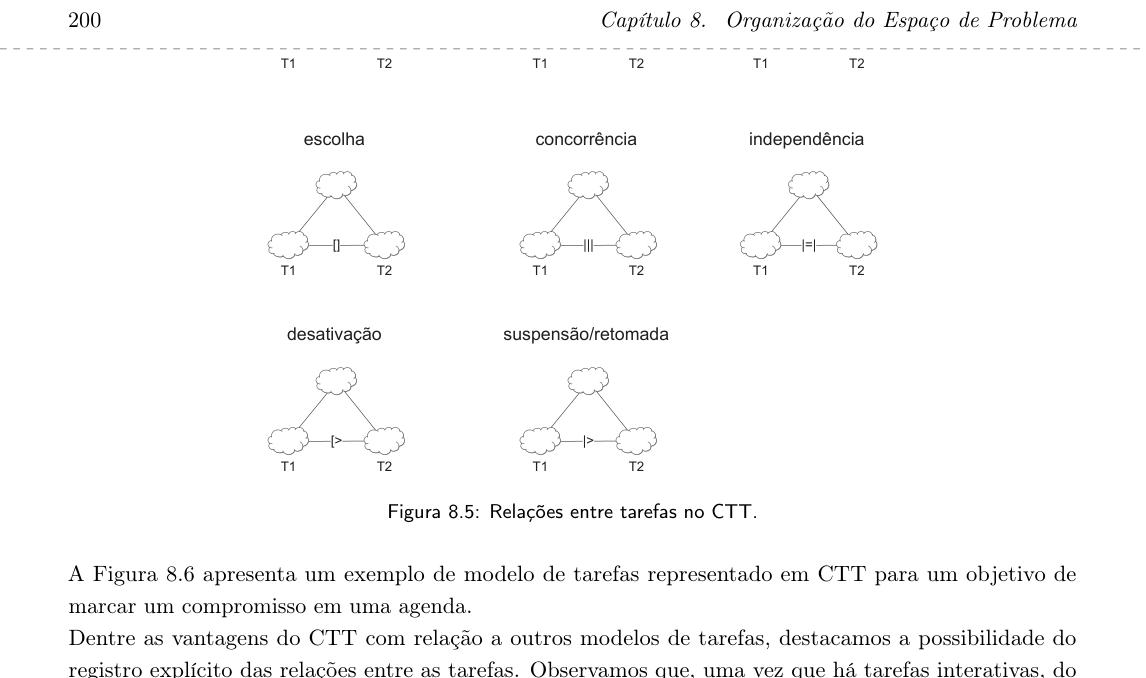 200 Capítulo 8. Organização do Espaço de Problema
T1 T2 T1 T2 T1 T2
escolha concorrência independência
[] ||| |=|
T1 T2 T1 T2 T1 T2
desativação suspensão/retomada
[> |>
T1 T2 T1 T2
Figura 8.5: Relações entre tarefas no CTT.
A Figura 8.6 apresenta um exemplo de modelo de tarefas representado em CTT para um objetivo de
marcar um compromisso em uma agenda.
Dentre as vantagens do CTT com relação a outros modelos de tarefas, destacamos a possibilidade do
registro explícito das relações entre as tarefas. Observamos que, uma vez que há tarefas interativas, do